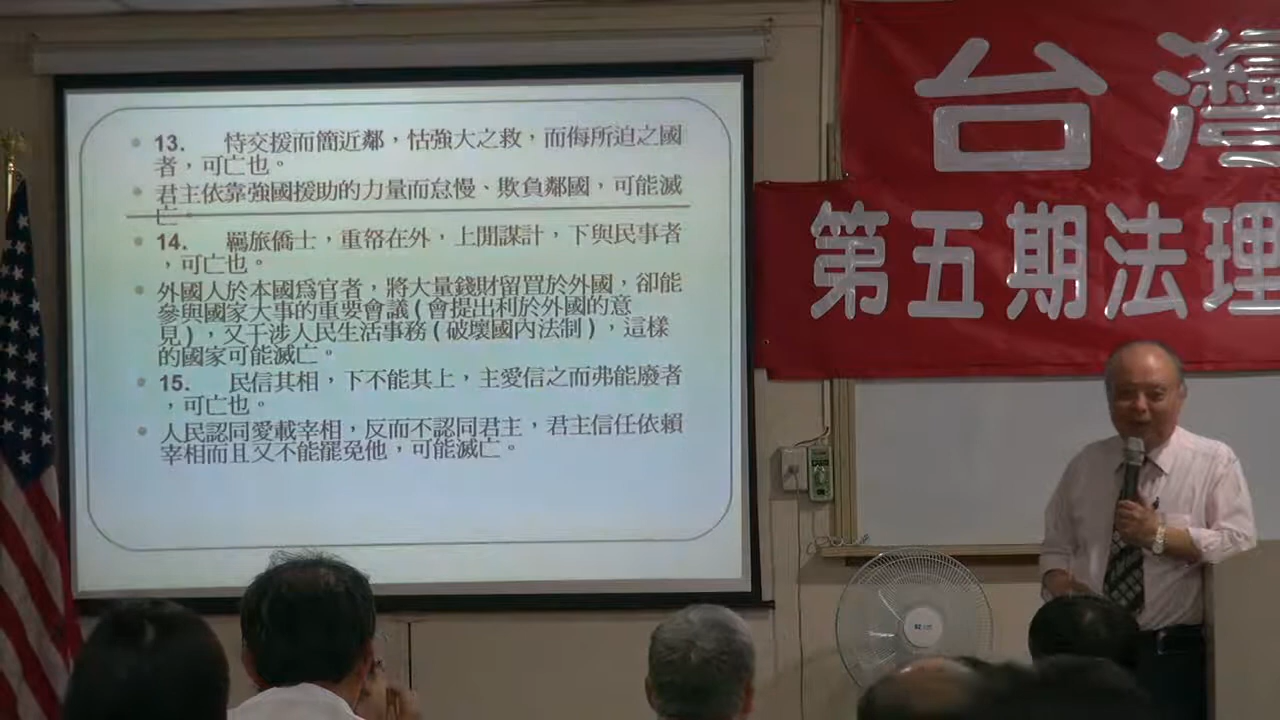 13. 恃交援而簡近鄰，怙強大之救，而侮所迫之國
者，可亡也。
君主依靠強國援助的力量而怠慢、欺負鄰國，可能滅
亡。
14. 羈旅僑士，重帑在外，上閒謀計，下與民事者
，可亡也。
外國人於本國為官者，將大量錢財留置於外國，卻能
參與國家大事的重要會議(會提出利於外國的意
見)，又干涉人民生活事務(破壞國內法制)，這樣
的國家可能滅亡。
15. 民信其相，下不能其上，主愛信之而弗能廢者
，可亡也。
人民認同愛載宰相，反而不認同君主，君主信任依賴
宰相而且又不能罷免他，可能滅亡。
台灣
第五期法理